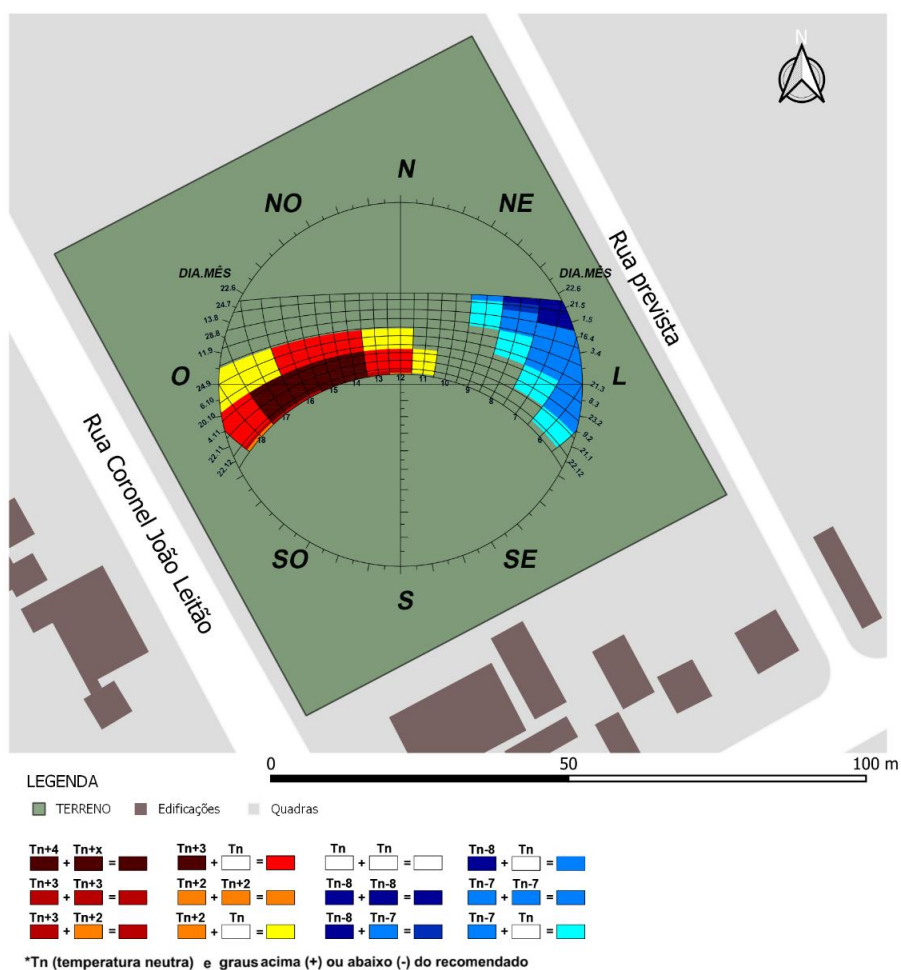 N
N
NO
NE
Rua prevista
DIA.MÊS
DIA.MÊS
22.6
24.7
13.8
28.8
11.9
24.9
6.10
20.10
4.11
22.11
22.12
22.6
21.5
1.5
16.4
3.4
21.3
8.3
23.2
9.2
21.1
22.12
O
L
18
17
16
15
14
13
12
11
10
9
8
7
6
Rua Coronel João Leitão
SO
SE
S
0
50
100 m
LEGENDA
TERRENO
Edificações
Quadras
Tn+4 + Tn+x =
Tn+3 + Tn =
Tn + Tn =
Tn-8 + Tn =
Tn+3 + Tn+3 =
Tn+2 + Tn+2 =
Tn-8 + Tn-8 =
Tn-7 + Tn-7 =
Tn+3 + Tn+2 =
Tn+2 + Tn =
Tn-8 + Tn-7 =
Tn-7 + Tn =
*Tn (temperatura neutra) e graus acima (+) ou abaixo (-) do recomendado